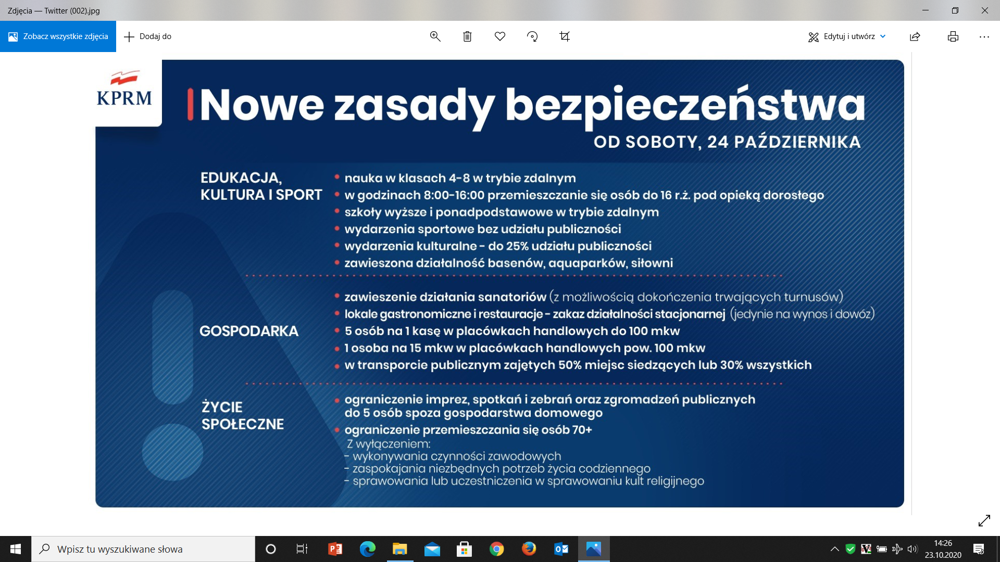 Zdjęcia — Twitter (002).jpg
Zobacz wszystkie zdjęcia
Dodaj do
Edytuj i utwórz
KPRM
Nowe zasady bezpieczeństwa
OD SOBOTY, 24 PAŹDZIERNIKA
EDUKACJA,
KULTURA I SPORT
• nauka w klasach 4-8 w trybie zdalnym
• w godzinach 8:00-16:00 przemieszczanie się osób do 16 r.ż. pod opieką dorosłego
• szkoły wyższe i ponadpodstawowe w trybie zdalnym
• wydarzenia sportowe bez udziału publiczności
• wydarzenia kulturalne - do 25% udziału publiczności
• zawieszona działalność basenów, aquaparków, siłowni
GOSPODARKA
• zawieszenie działania sanatoriów (z możliwością dokończenia trwających turnusów)
• lokale gastronomiczne i restauracje - zakaz działalności stacjonarnej (jedynie na wynos i dowóz)
• 5 osób na 1 kasę w placówkach handlowych do 100 mkw
• 1 osoba na 15 mkw w placówkach handlowych pow. 100 mkw
• w transporcie publicznym zajętych 50% miejsc siedzących lub 30% wszystkich
ŻYCIE
SPOŁECZNE
• ograniczenie imprez, spotkań i zebrań oraz zgromadzeń publicznych
do 5 osób spoza gospodarstwa domowego
• ograniczenie przemieszczania się osób 70+
Z wyłączeniem:
- wykonywania czynności zawodowych
- zaspokajania niezbędnych potrzeb życia codziennego
- sprawowania lub uczestniczenia w sprawowaniu kult religijnego
Wpisz tu wyszukiwane słowa
14:26
23.10.2020